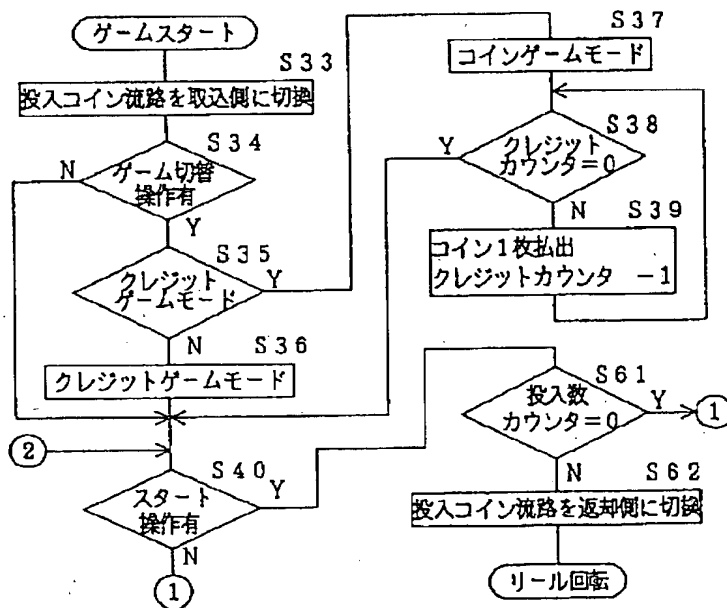 ゲームスタート
S33
投入コイン流路を取込側に切換
S34
N
ゲーム切替
操作有
Y
S35
クレジット
ゲームモード
Y
N
S36
クレジットゲームモード
②
S40
スタート
操作有
Y
N
①
S37
コインゲームモード
S38
Y
クレジット
カウンタ=0
N
S39
コイン1枚払出
クレジットカウンタ -1
S61
投入数
カウンタ=0
Y
①
N
S62
投入コイン流路を返却側に切換
リール回転